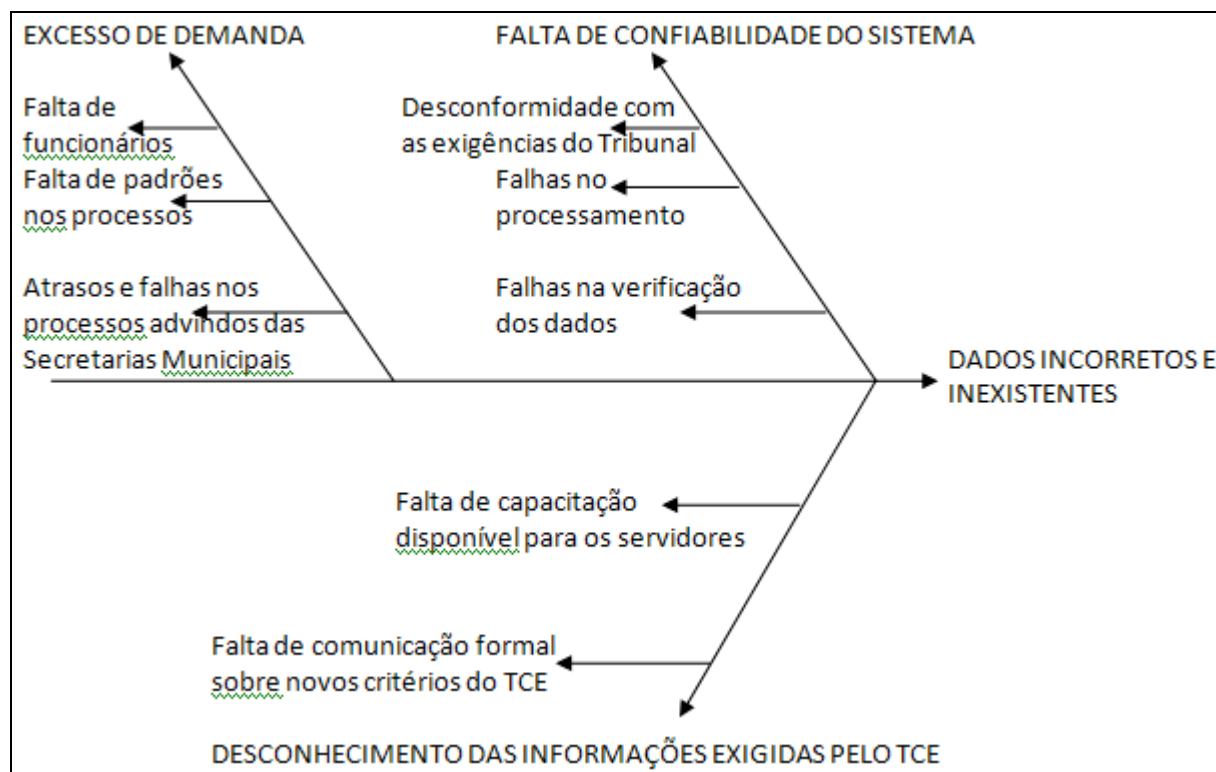 EXCESSO DE DEMANDA
Falta de
funcionários
Falta de padrões
nos processos
Atrasos e falhas nos
processos advindos das
Secretarias Municipais
FALTA DE CONFIABILIDADE DO SISTEMA
Desconformidade com
as exigências do Tribunal
Falhas no
processamento
Falhas na verificação
dos dados
DADOS INCORRETOS E
INEXISTENTES
Falta de capacitação
disponível para os servidores
Falta de comunicação formal
sobre novos critérios do TCE
DESCONHECIMENTO DAS INFORMAÇÕES EXIGIDAS PELO TCE